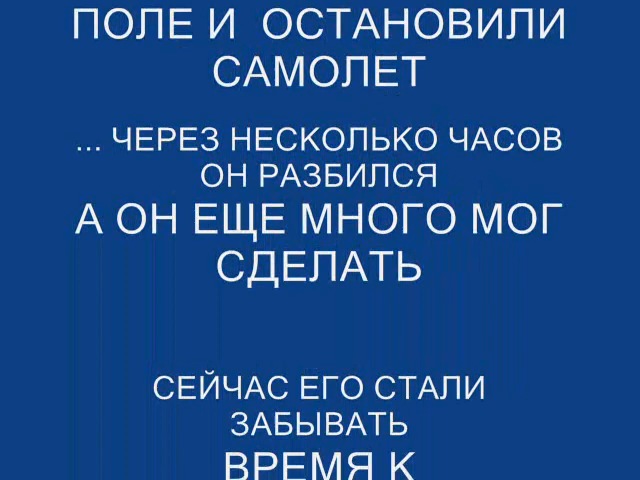 ПОЛЕ И ОСТАНОВИЛИ
САМОЛЕТ
... ЧЕРЕЗ НЕСКОЛЬКО ЧАСОВ
ОН РАЗБИЛСЯ
А ОН ЕЩЕ МНОГО МОГ
СДЕЛАТЬ
СЕЙЧАС ЕГО СТАЛИ
ЗАБЫВАТЬ
ВРЕМЯ К